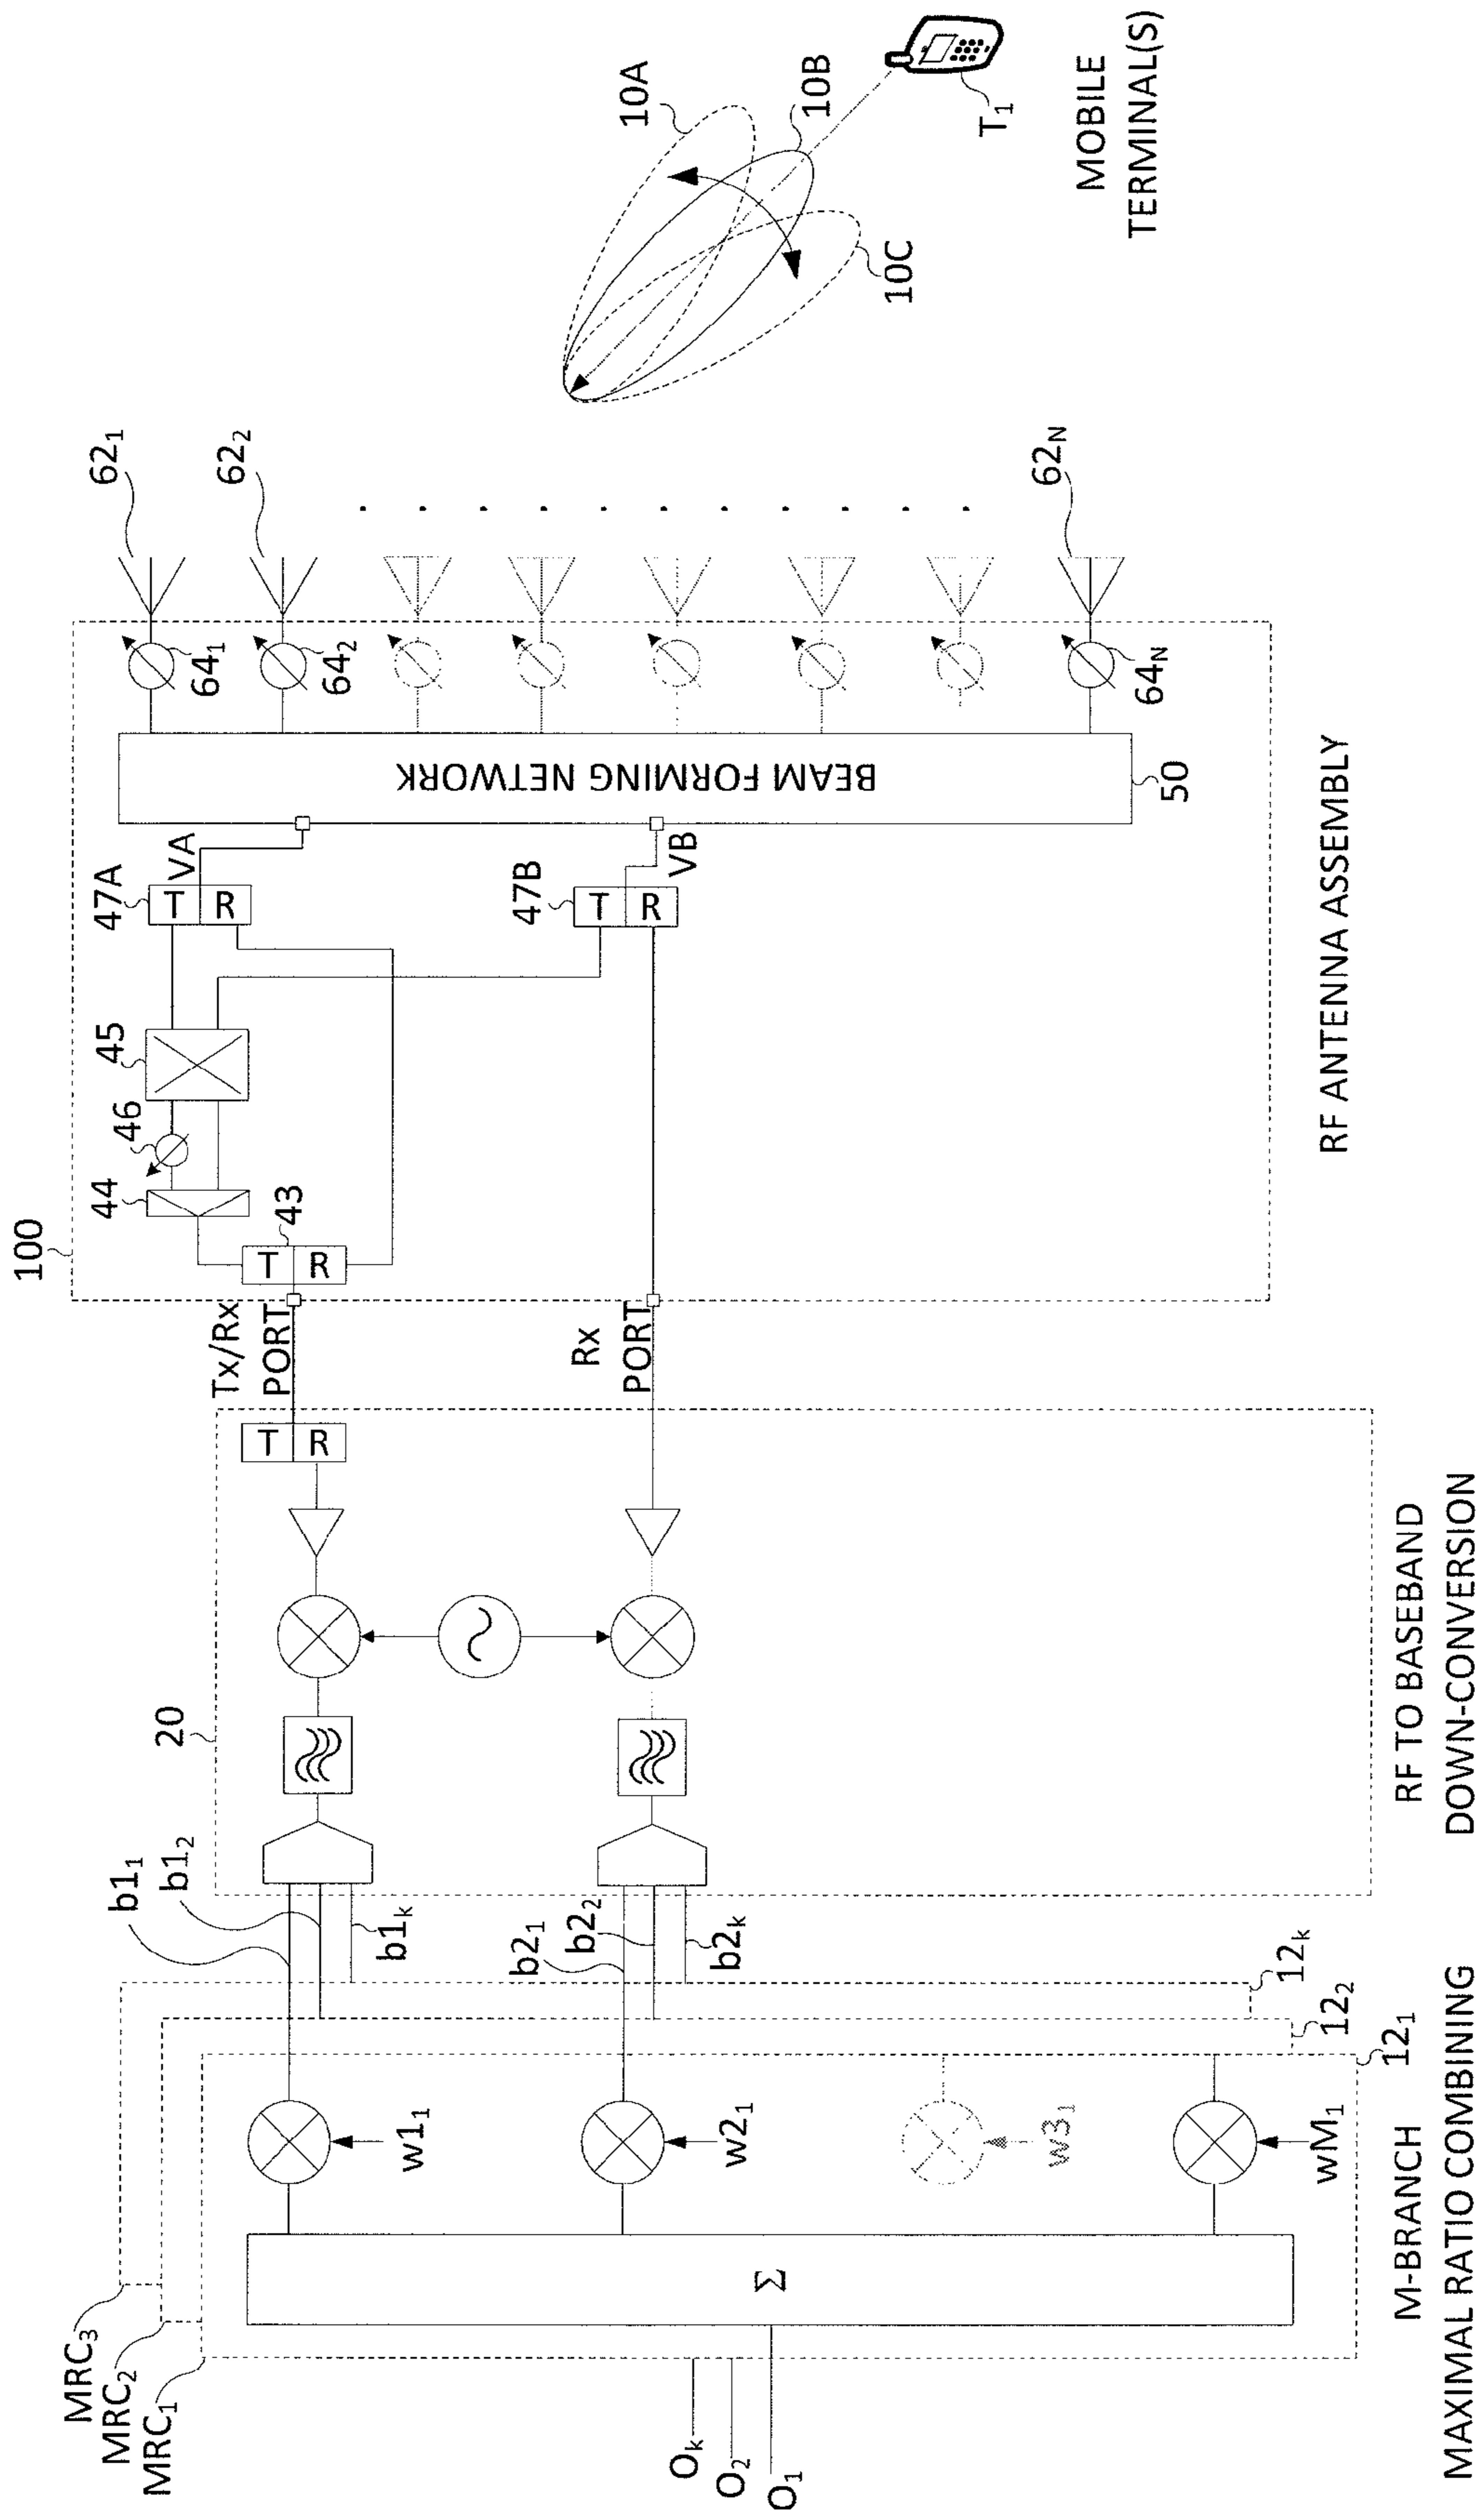 MRC₃
MRC₂
MRC₁
Oₖ
O₂
O₁
Σ
w1₁
w2₁
w3₁
wM₁
12ₖ
12₂
12₁
M-BRANCH
MAXIMAL RATIO COMBINING
b1₁
b1₂
b1ₖ
b2₁
b2₂
b2ₖ
20
T
R
RF TO BASEBAND
DOWN-CONVERSION
Tx/Rx
PORT
Rx
PORT
100
43
T
R
44
46
45
47A
T
R
VA
47B
T
R
VB
BEAM FORMING NETWORK
50
64₁
64₂
64_N
62₁
62₂
62_N
RF ANTENNA ASSEMBLY
10A
10B
10C
T₁
MOBILE
TERMINAL(S)